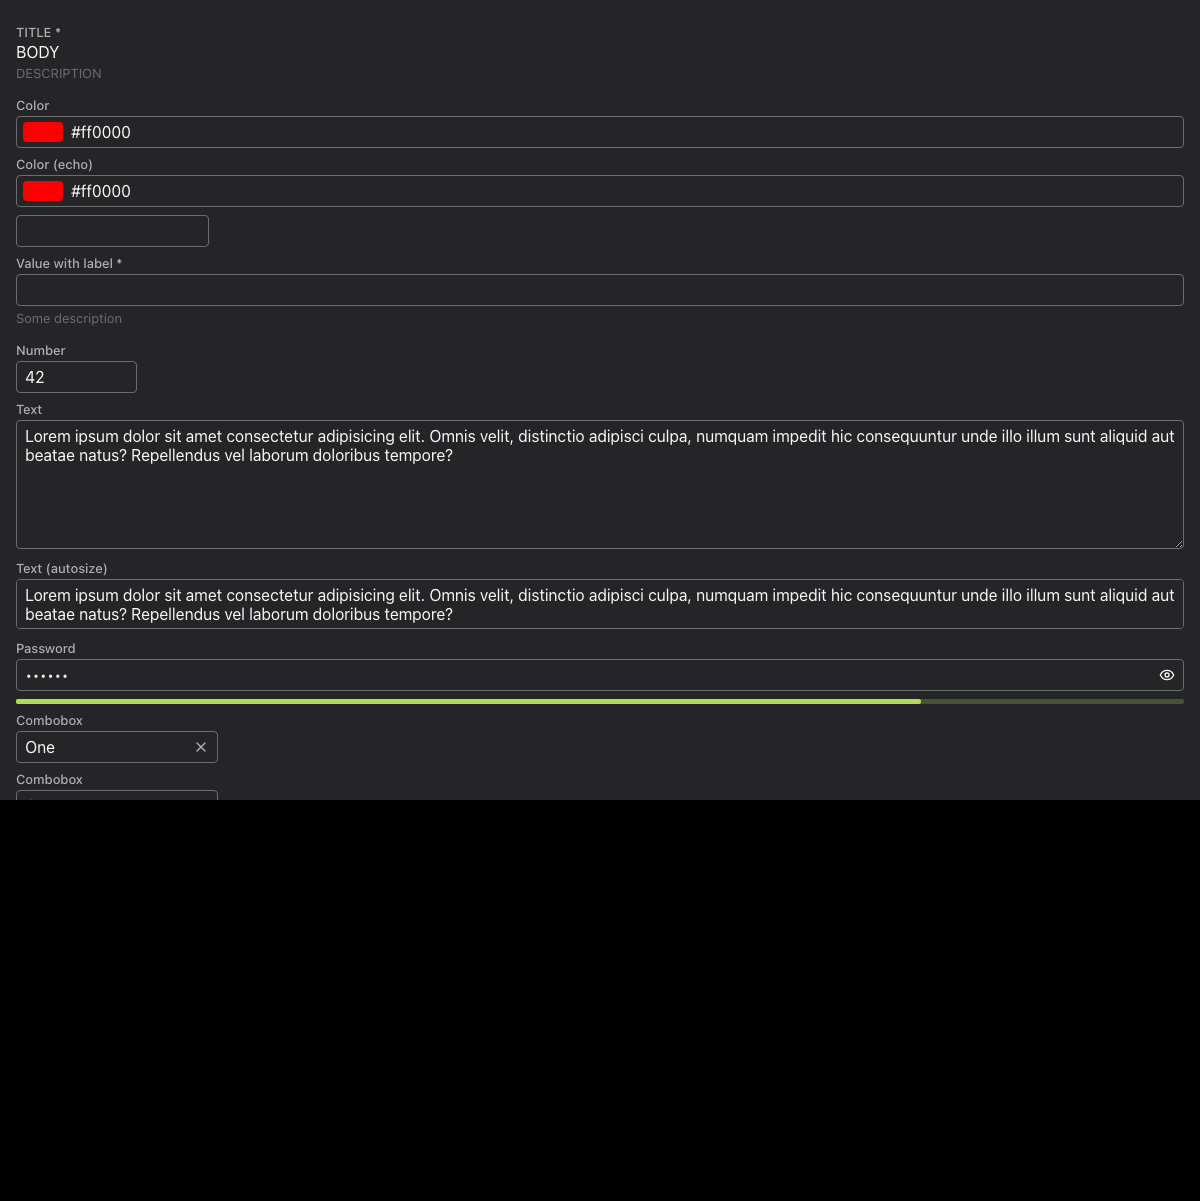 TITLE *
BODY
DESCRIPTION
Color
#ff0000
Color (echo)
#ff0000
Value with label *
Some description
Number
42
Text
Lorem ipsum dolor sit amet consectetur adipisicing elit. Omnis velit, distinctio adipisci culpa, numquam impedit hic consequuntur unde illo illum sunt aliquid aut
beatae natus? Repellendus vel laborum doloribus tempore?
Text (autosize)
Lorem ipsum dolor sit amet consectetur adipisicing elit. Omnis velit, distinctio adipisci culpa, numquam impedit hic consequuntur unde illo illum sunt aliquid aut
beatae natus? Repellendus vel laborum doloribus tempore?
Password
••••••
Combobox
One
Combobox